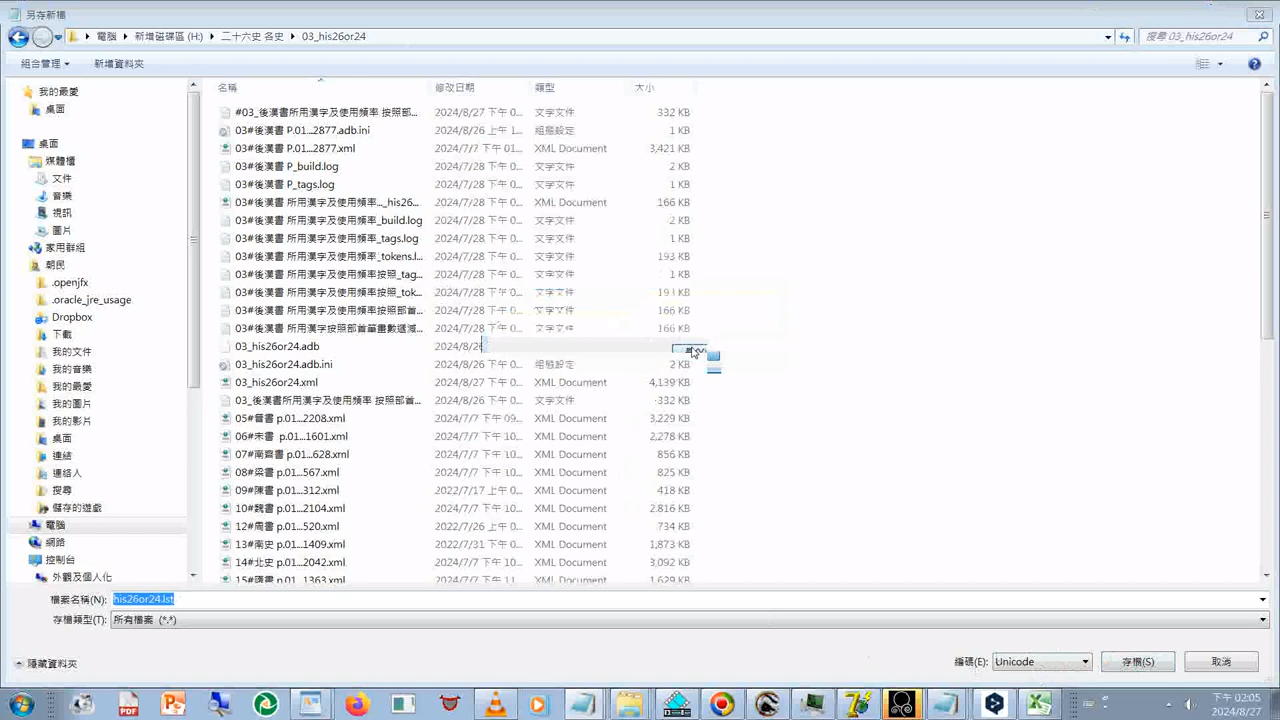 另存新檔
電腦 新增磁碟區 (H:) 二十六史 各史 03_his26or24
搜尋 03_his26or24
組合管理 新增資料夾
名稱 修改日期 類型 大小
我的最愛
桌面
桌面
媒體櫃
文件
音樂
視訊
圖片
家用群組
朝民
.openjfx
.oracle_jre_usage
Dropbox
下載
我的文件
我的音樂
我的最愛
我的圖片
我的影片
桌面
連結
連絡人
搜尋
儲存的遊戲
電腦
網路
控制台
外觀及個人化
#03_後漢書所用漢字及使用頻率 按照部... 2024/8/27 下午 0... 文字文件 332 KB
03#後漢書 P.01...2877.adb.ini 2024/8/26 上午 1... 組態設定 1 KB
03#後漢書 P.01...2877.xml 2024/7/7 下午 01... XML Document 3,421 KB
03#後漢書 P_build.log 2024/7/28 下午 0... 文字文件 2 KB
03#後漢書 P_tags.log 2024/7/28 下午 0... 文字文件 1 KB
03#後漢書 所用漢字及使用頻率..._his26... 2024/7/28 下午 0... XML Document 166 KB
03#後漢書 所用漢字及使用頻率_build.log 2024/7/28 下午 0... 文字文件 2 KB
03#後漢書 所用漢字及使用頻率_tags.log 2024/7/28 下午 0... 文字文件 1 KB
03#後漢書 所用漢字及使用頻率_tokens.l... 2024/7/28 下午 0... 文字文件 193 KB
03#後漢書 所用漢字及使用頻率按照_tag... 2024/7/28 下午 0... 文字文件 1 KB
03#後漢書 所用漢字及使用頻率按照_tok... 2024/7/28 下午 0... 文字文件 193 KB
03#後漢書 所用漢字及使用頻率按照部首... 2024/7/28 下午 0... 文字文件 166 KB
03#後漢書 所用漢字按照部首筆畫數遞減... 2024/7/28 下午 0... 文字文件 166 KB
03_his26or24.adb 2024/8/26
03_his26or24.adb.ini 2024/8/26 下午 0... 組態設定 2 KB
03_his26or24.xml 2024/8/26 下午 0... XML Document 4,139 KB
03_後漢書所用漢字及使用頻率 按照部首... 2024/8/26 下午 0... 文字文件 332 KB
05#晉書 p.01...2208.xml 2024/7/7 下午 09... XML Document 3,229 KB
06#宋書 p.01...1601.xml 2024/7/7 下午 10... XML Document 2,278 KB
07#南齊書 p.01...628.xml 2024/7/7 下午 10... XML Document 856 KB
08#梁書 p.01...567.xml 2024/7/7 下午 10... XML Document 825 KB
09#陳書 p.01...312.xml 2022/7/17 上午 0... XML Document 418 KB
10#魏書 p.01...2104.xml 2024/7/7 下午 10... XML Document 2,816 KB
12#周書 p.01...520.xml 2022/7/26 上午 0... XML Document 734 KB
13#南史 p.01...1409.xml 2022/7/31 上午 0... XML Document 1,873 KB
14#北史 p.01...2042.xml 2024/7/7 下午 10... XML Document 3,092 KB
15#隋書 p.01...1363.xml 2024/7/7 下午 11... XML Document 1,629 KB
檔案名稱(N): his26or24.lst
存檔類型(T): 所有檔案 (*.*)
隱藏資料夾 編碼(E): Unicode 存檔(S) 取消
PDF
下午 02:05
2024/8/27